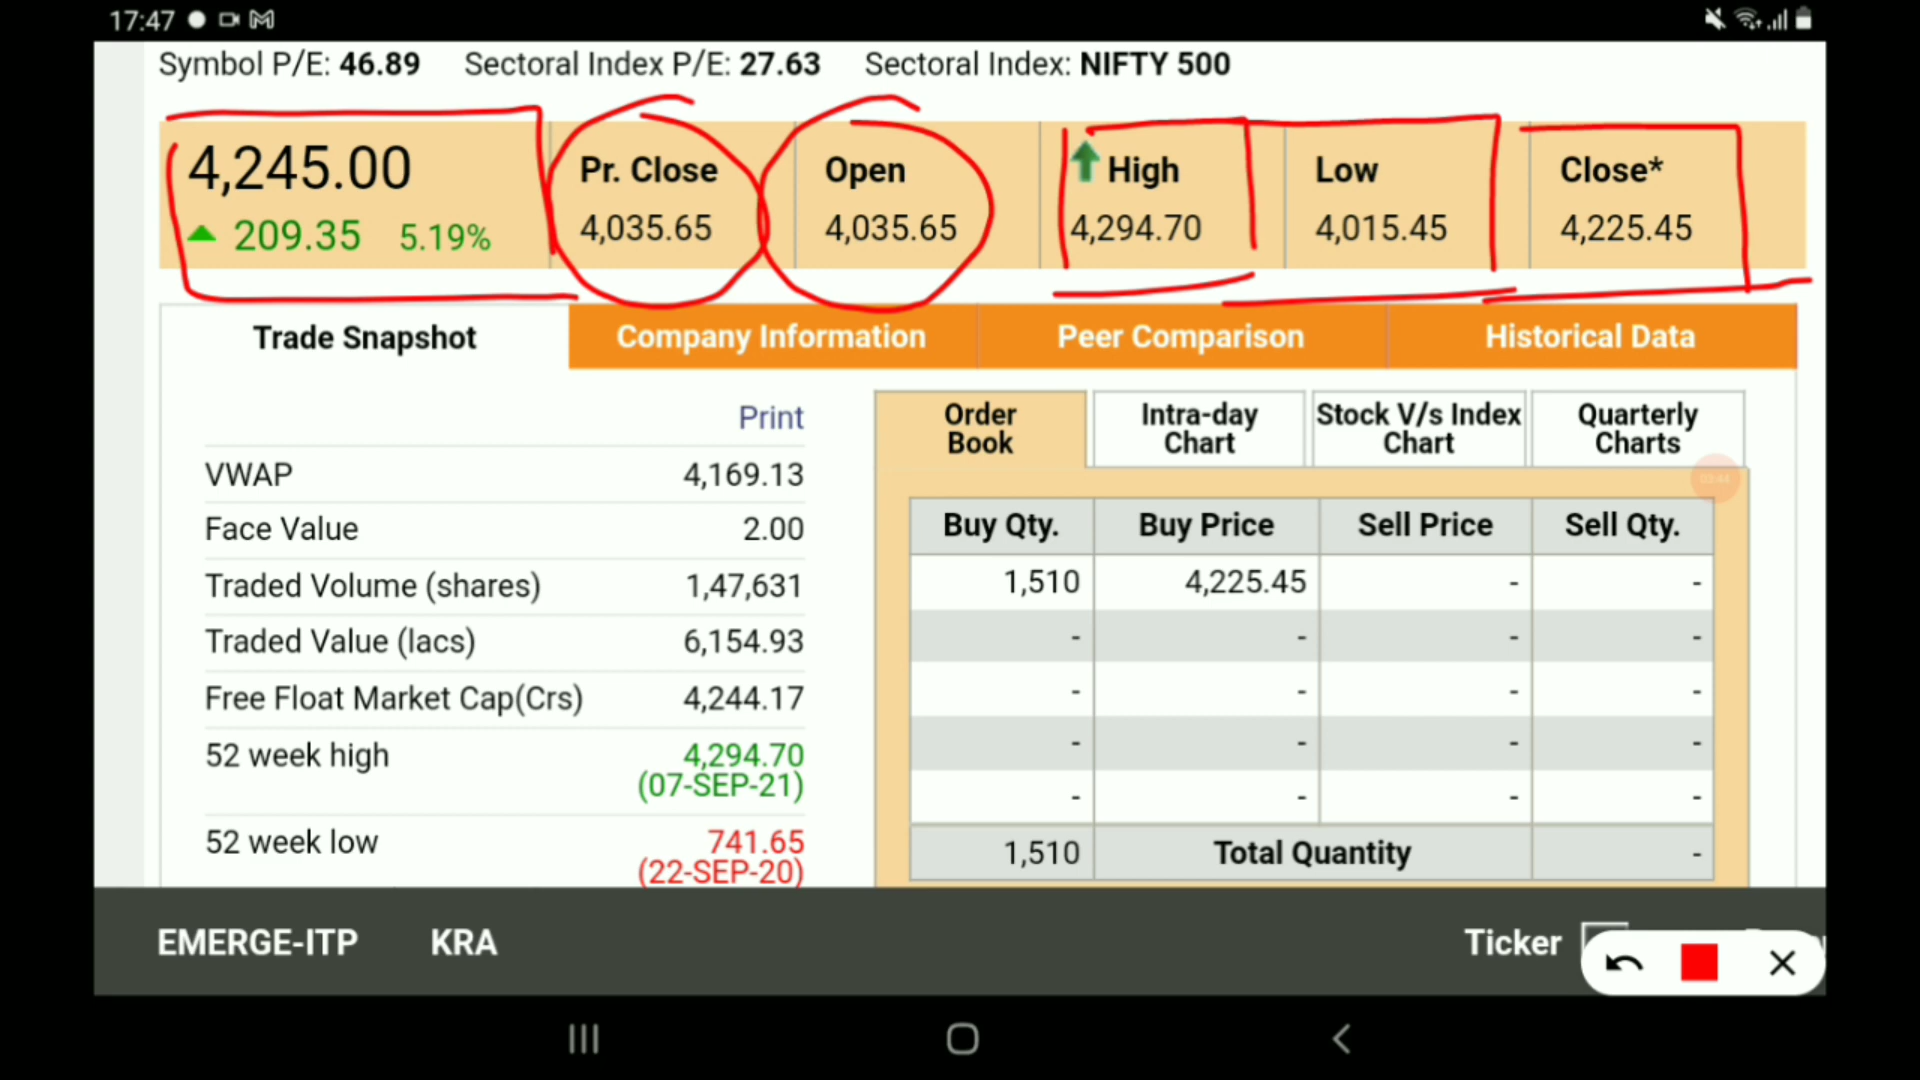 17:47
Symbol P/E: 46.89 Sectoral Index P/E: 27.63 Sectoral Index: NIFTY 500
4,245.00
209.35 5.19%
Pr. Close
4,035.65
Open
4,035.65
High
4,294.70
Low
4,015.45
Close*
4,225.45
Trade Snapshot Company Information Peer Comparison Historical Data
Print
VWAP 4,169.13
Face Value 2.00
Traded Volume (shares) 1,47,631
Traded Value (lacs) 6,154.93
Free Float Market Cap(Crs) 4,244.17
52 week high 4,294.70
(07-SEP-21)
52 week low 741.65
(22-SEP-20)
Order
Book
Intra-day
Chart
Stock V/s Index
Chart
Quarterly
Charts
03:44
Buy Qty. Buy Price Sell Price Sell Qty.
1,510 4,225.45 - -
- - - -
- - - -
- - - -
- - - -
1,510 Total Quantity -
EMERGE-ITP KRA Ticker